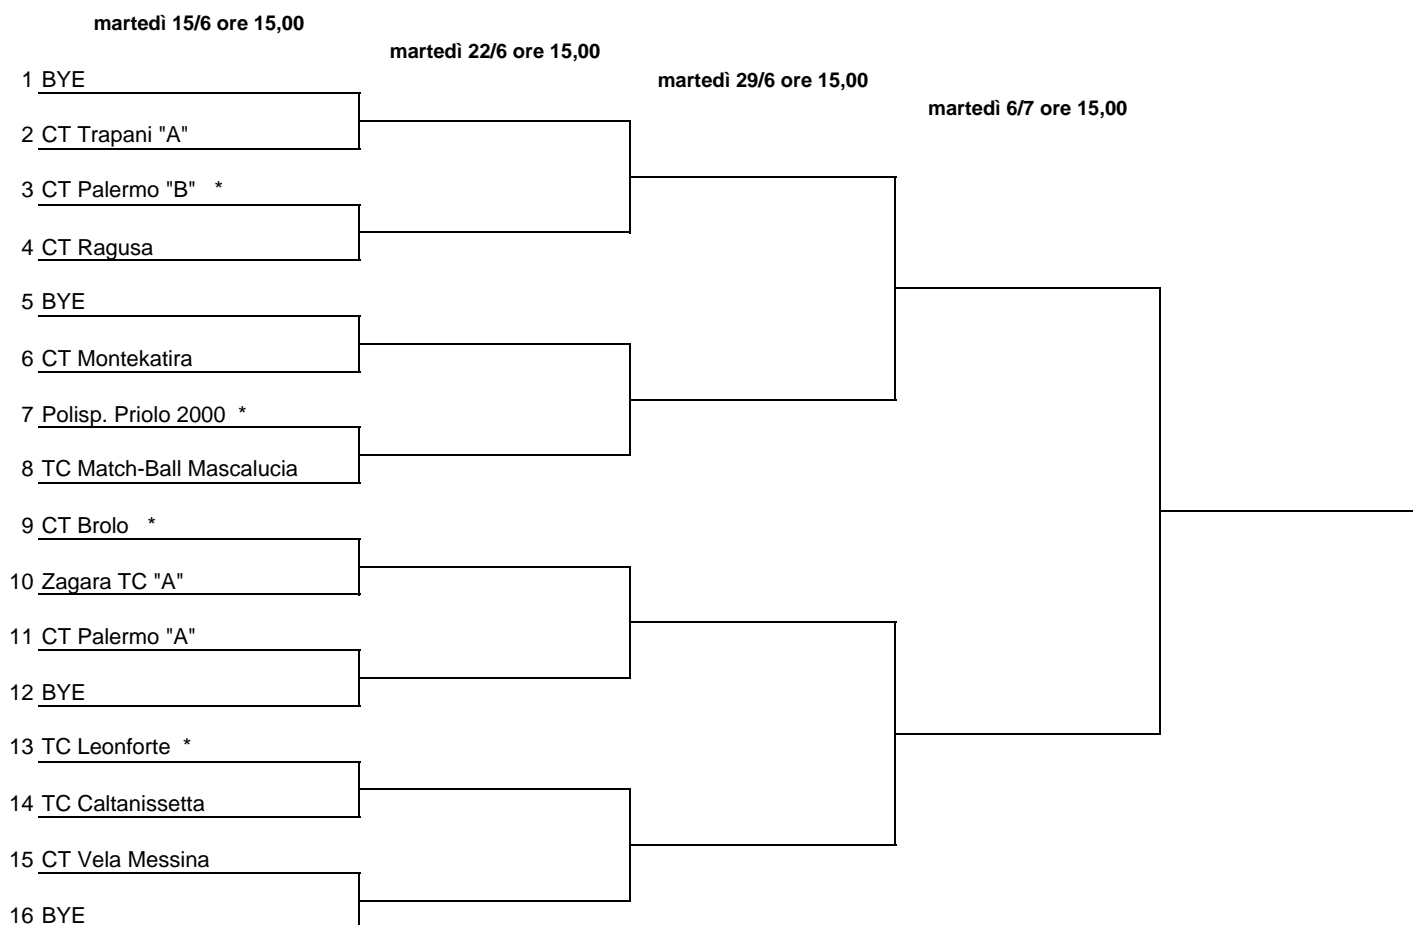 martedì 15/6 ore 15,00
martedì 22/6 ore 15,00
martedì 29/6 ore 15,00
martedì 6/7 ore 15,00
1 BYE
2 CT Trapani "A"
3 CT Palermo "B" *
4 CT Ragusa
5 BYE
6 CT Montekatira
7 Polisp. Priolo 2000 *
8 TC Match-Ball Mascalucia
9 CT Brolo *
10 Zagara TC "A"
11 CT Palermo "A"
12 BYE
13 TC Leonforte *
14 TC Caltanissetta
15 CT Vela Messina
16 BYE